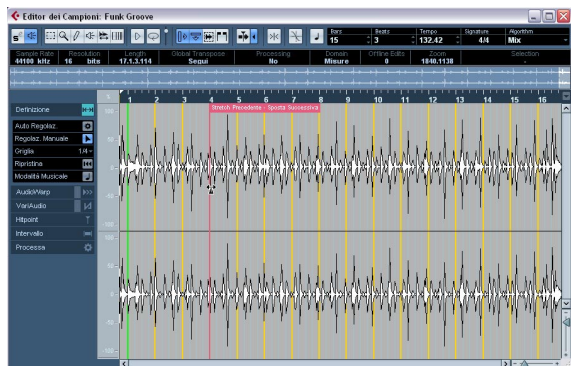 Editor dei Campioni: Funk Groove
Bars Beats Tempo Signature Algorithm
15 3 132.42 4/4 Mix
Sample Rate Resolution Length Global Transpose Processing Domain Offline Edits Zoom Selection
44100 kHz 16 bits 17.1.3.114 Segui No Misure 0 1840.1138 -
1 2 3 4 5 6 7 8 9 10 11 12 13 14 15 16
Stretch Precedente - Sposta Successiva
Definizione
Auto Regolaz.
Regolaz. Manuale
Griglia 1/4
Ripristina
Modalità Musicale
AudioWarp
VariAudio
Hitpoint
Intervallo
Processa